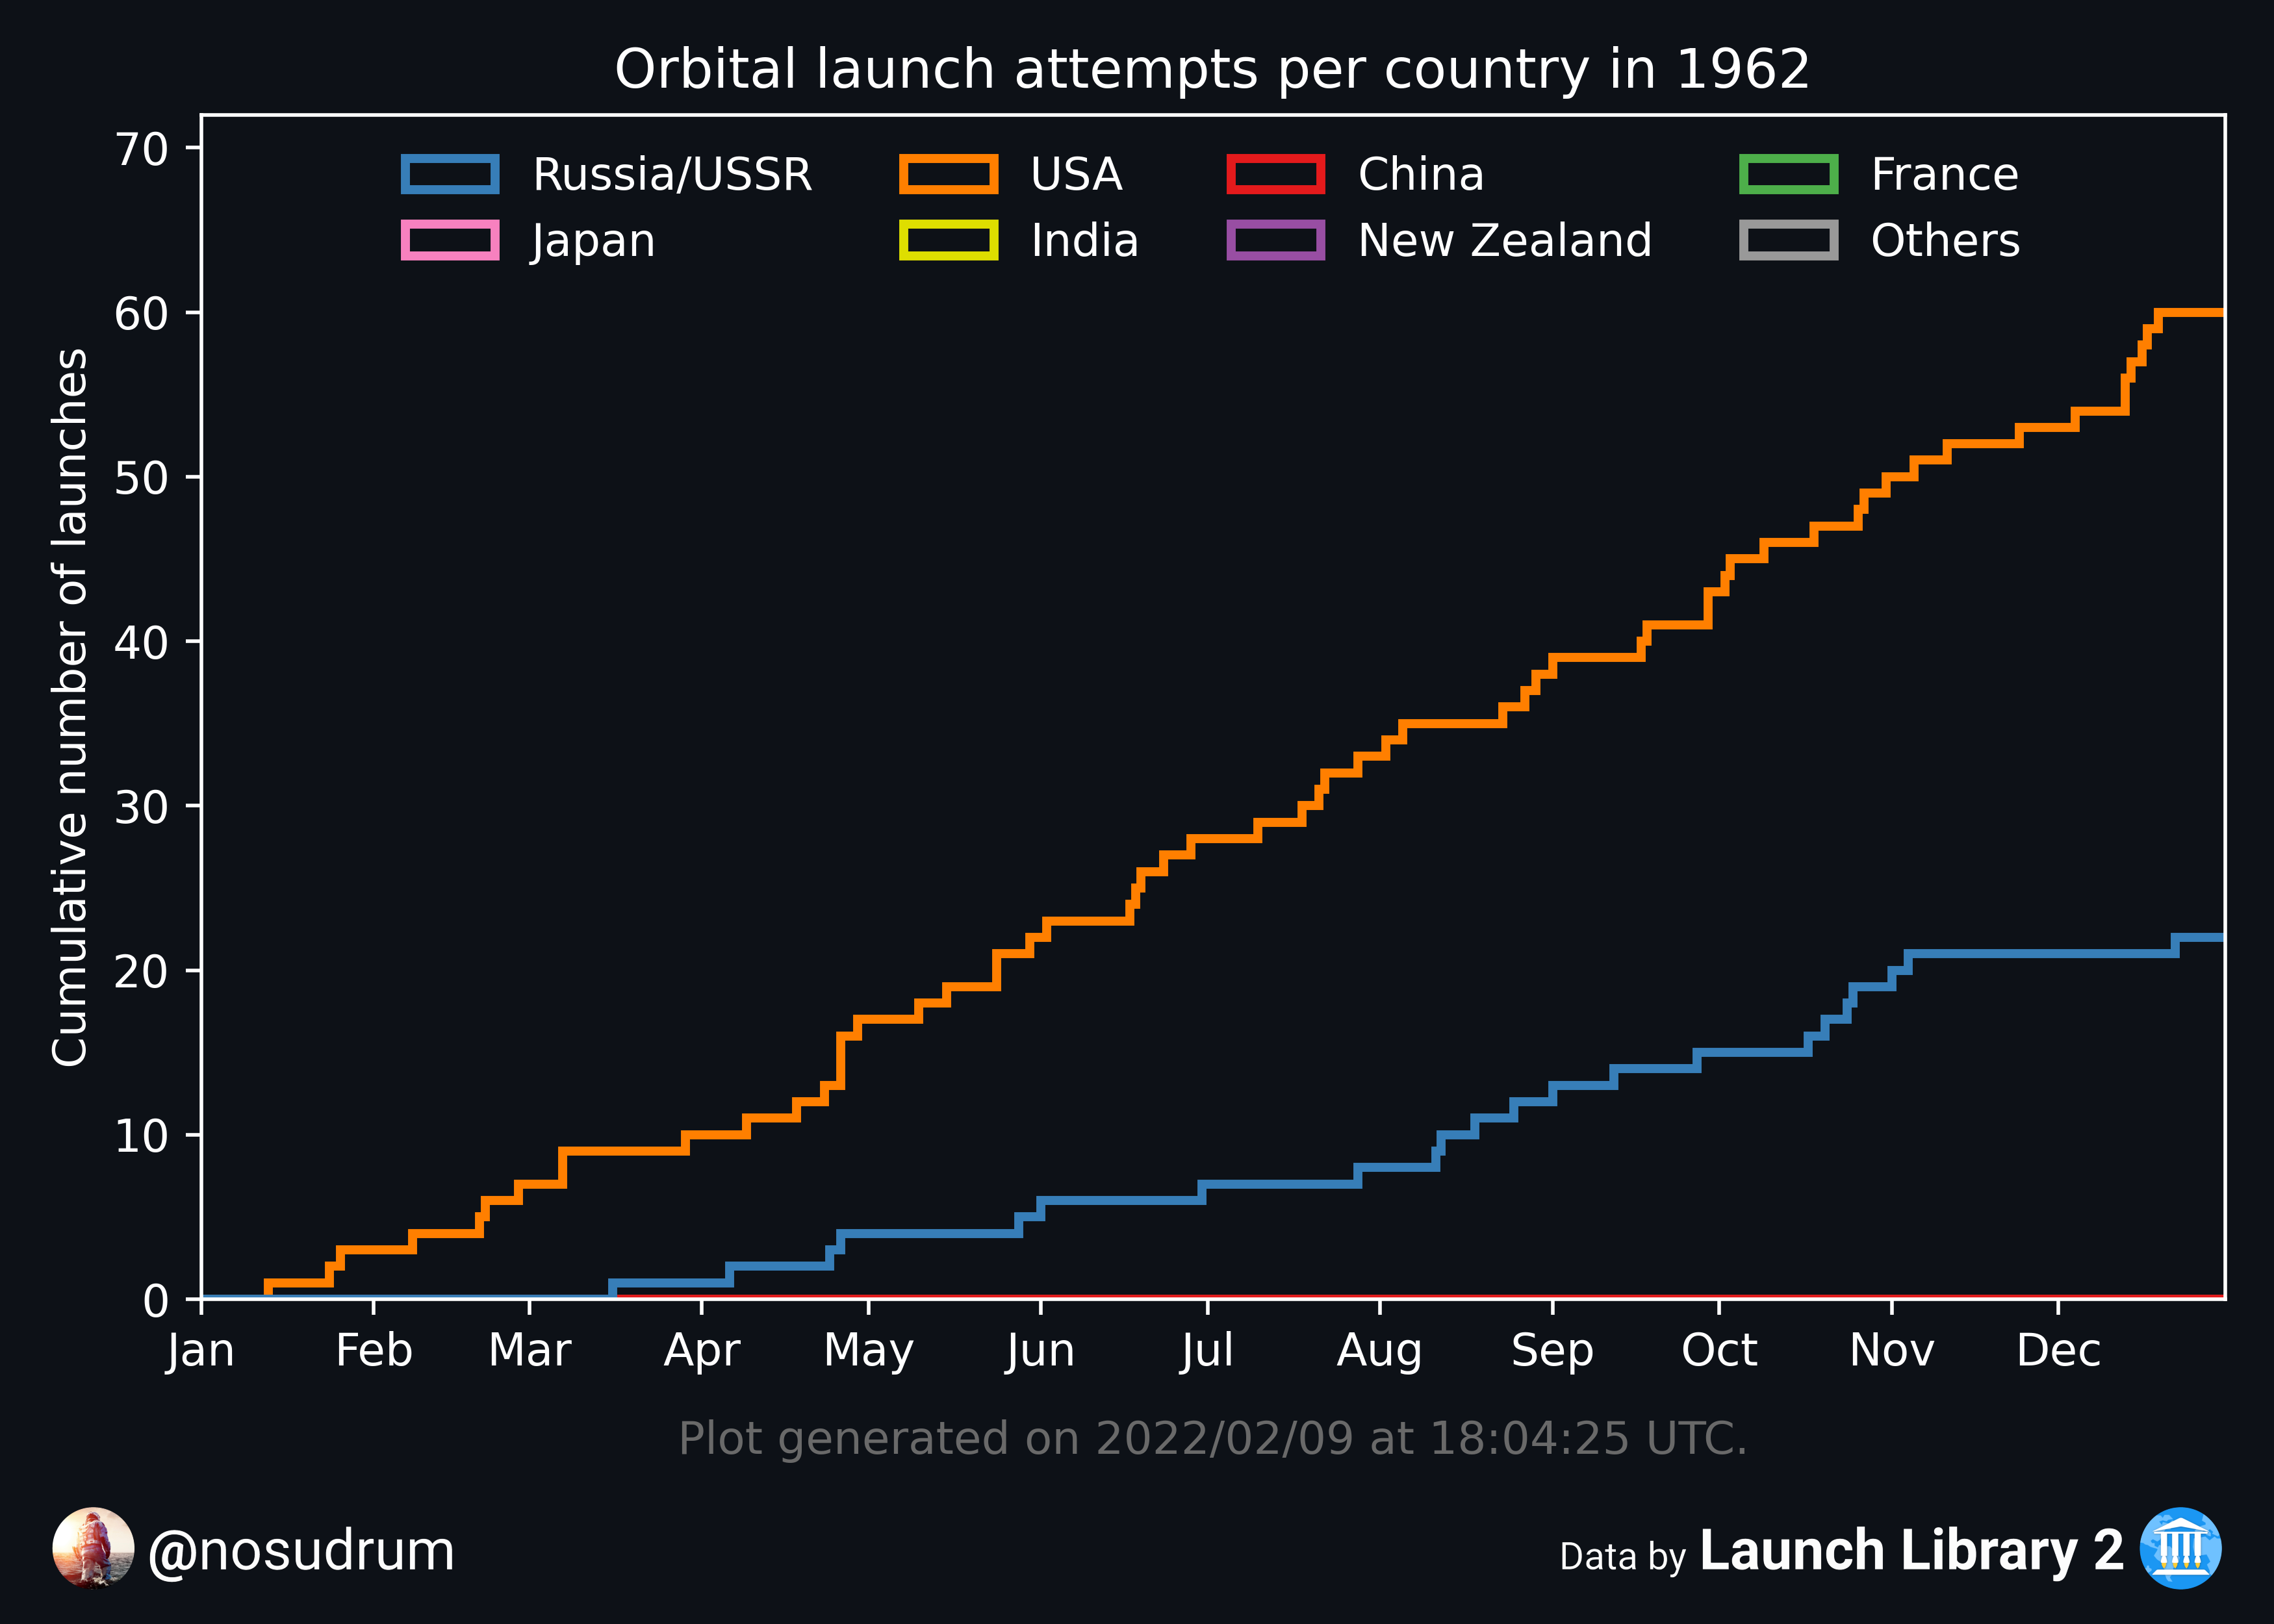 Orbital launch attempts per country in 1962
Russia/USSR
USA
China
France
Japan
India
New Zealand
Others
Cumulative number of launches
70
60
50
40
30
20
10
0
Jan
Feb
Mar
Apr
May
Jun
Jul
Aug
Sep
Oct
Nov
Dec
Plot generated on 2022/02/09 at 18:04:25 UTC.
@nosudrum
Data by Launch Library 2